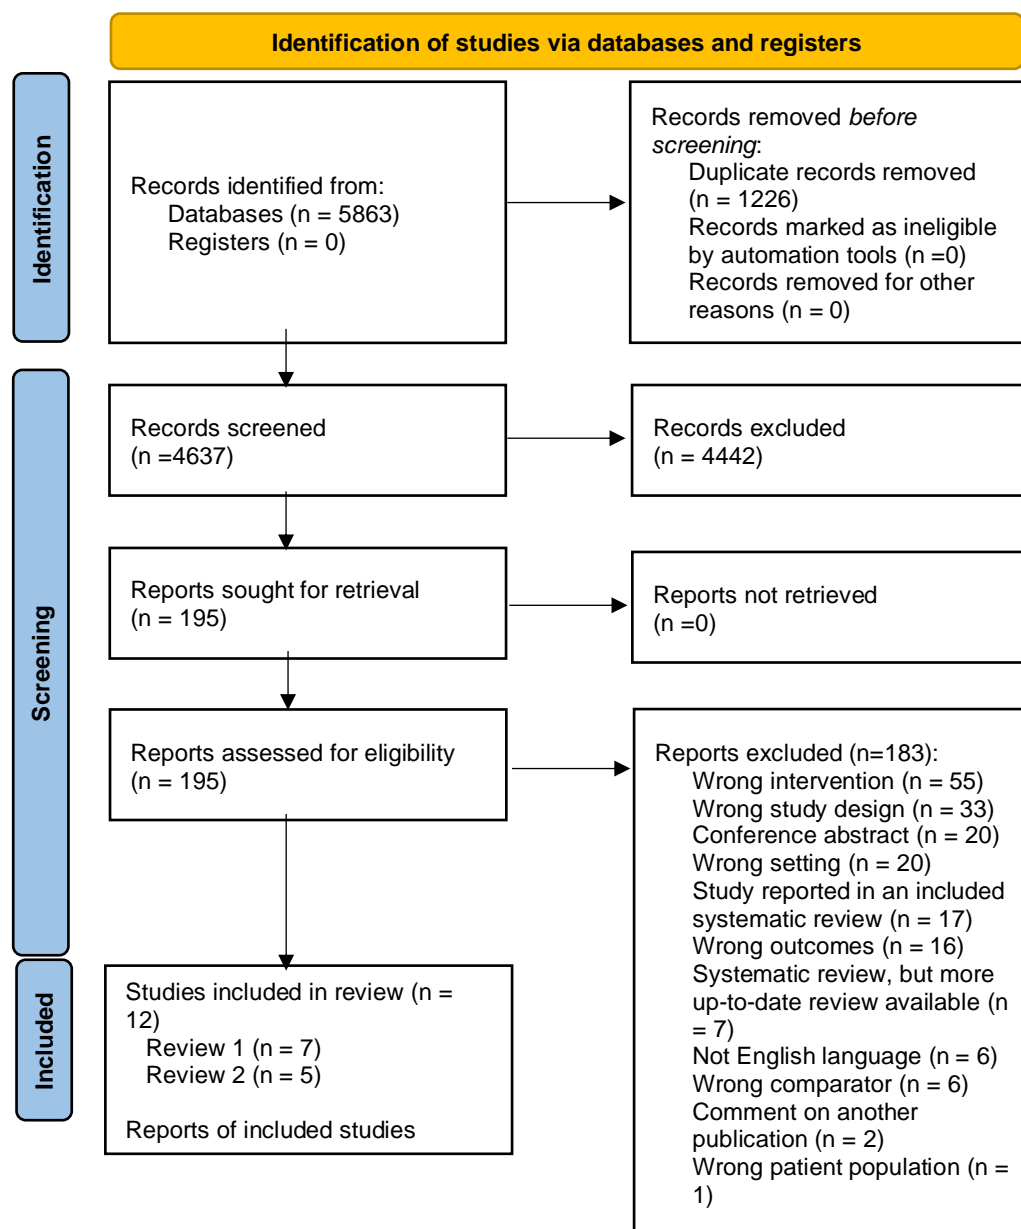 Identification of studies via databases and registers
Identification
Records identified from:
Databases (n = 5863)
Registers (n = 0)
Records removed before
screening:
Duplicate records removed
(n = 1226)
Records marked as ineligible
by automation tools (n =0)
Records removed for other
reasons (n = 0)
Screening
Records screened
(n =4637)
Records excluded
(n = 4442)
Reports sought for retrieval
(n = 195)
Reports not retrieved
(n =0)
Reports assessed for eligibility
(n = 195)
Reports excluded (n=183):
Wrong intervention (n = 55)
Wrong study design (n = 33)
Conference abstract (n = 20)
Wrong setting (n = 20)
Study reported in an included
systematic review (n = 17)
Wrong outcomes (n = 16)
Systematic review, but more
up-to-date review available (n
= 7)
Not English language (n = 6)
Wrong comparator (n = 6)
Comment on another
publication (n = 2)
Wrong patient population (n =
1)
Included
Studies included in review (n =
12)
Review 1 (n = 7)
Review 2 (n = 5)
Reports of included studies